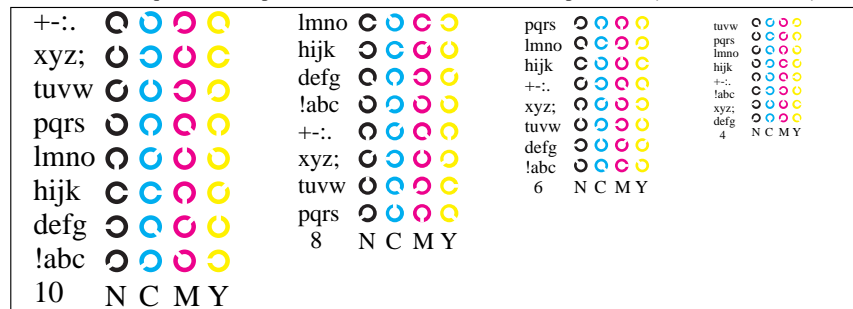 +-:.
xyz;
tuvw
pqrs
lmno
hijk
defg
!abc
10 N C M Y
lmno
hijk
defg
!abc
+-:.
xyz;
tuvw
pqrs
8 N C M Y
pqrs
lmno
hijk
+-:.
xyz;
tuvw
defg
!abc
6 N C M Y
tuvw
pqrs
lmno
hijk
+-:.
!abc
xyz;
defg
4 N C M Y